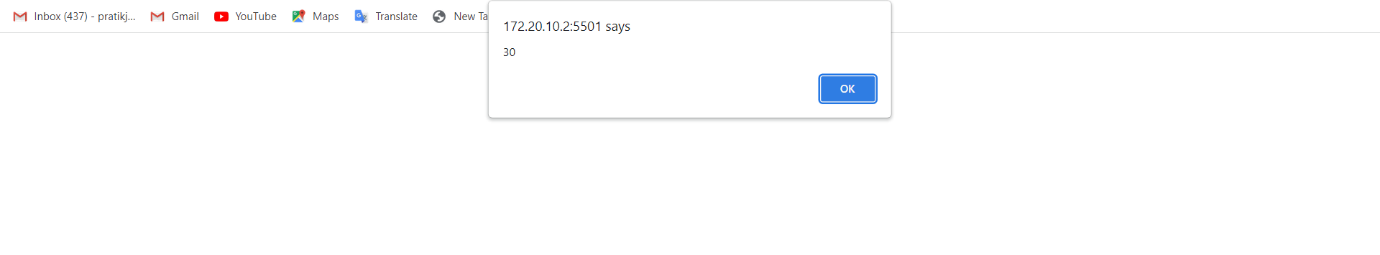 Inbox (437) - pratikj... Gmail YouTube Maps Translate New Ta
172.20.10.2:5501 says
30
OK